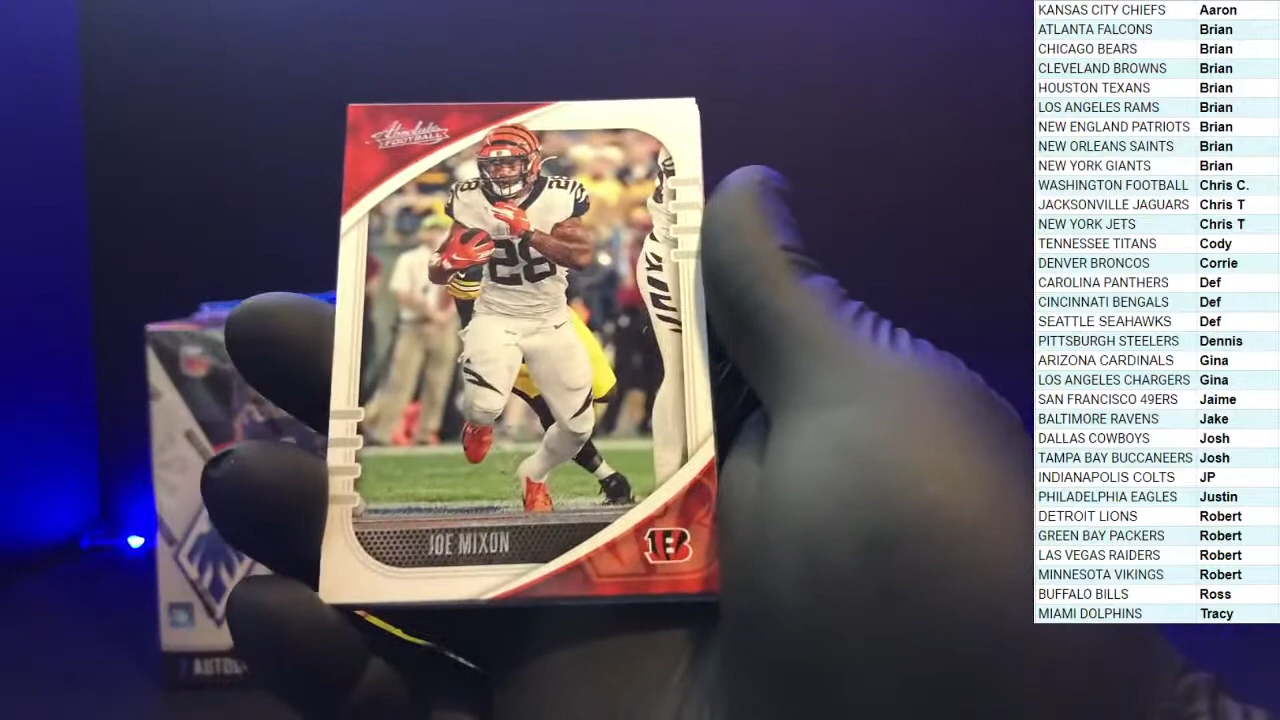 KANSAS CITY CHIEFS Aaron
ATLANTA FALCONS Brian
CHICAGO BEARS Brian
CLEVELAND BROWNS Brian
HOUSTON TEXANS Brian
LOS ANGELES RAMS Brian
NEW ENGLAND PATRIOTS Brian
NEW ORLEANS SAINTS Brian
NEW YORK GIANTS Brian
WASHINGTON FOOTBALL Chris C.
JACKSONVILLE JAGUARS Chris T
NEW YORK JETS Chris T
TENNESSEE TITANS Cody
DENVER BRONCOS Corrie
CAROLINA PANTHERS Def
CINCINNATI BENGALS Def
SEATTLE SEAHAWKS Def
PITTSBURGH STEELERS Dennis
ARIZONA CARDINALS Gina
LOS ANGELES CHARGERS Gina
SAN FRANCISCO 49ERS Jaime
BALTIMORE RAVENS Jake
DALLAS COWBOYS Josh
TAMPA BAY BUCCANEERS Josh
INDIANAPOLIS COLTS JP
PHILADELPHIA EAGLES Justin
DETROIT LIONS Robert
GREEN BAY PACKERS Robert
LAS VEGAS RAIDERS Robert
MINNESOTA VIKINGS Robert
BUFFALO BILLS Ross
MIAMI DOLPHINS Tracy
Absolute
FOOTBALL
28
28
28
JOE MIXON
B